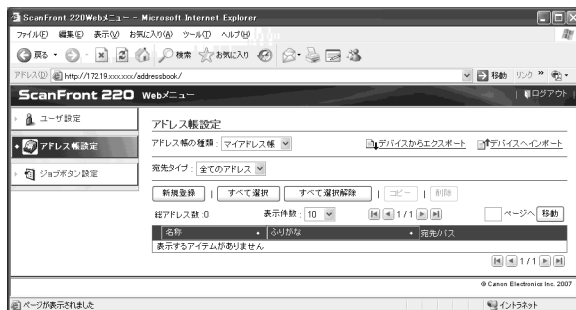 ScanFront 220Webメニュー - Microsoft Internet Explorer
ファイル(F) 編集(E) 表示(V) お気に入り(A) ツール(T) ヘルプ(H)
戻る 検索 お気に入り
アドレス(D) http://172.19.xxx.xxx/addressbook/ 移動 リンク »
ScanFront 220 Webメニュー ログアウト
ユーザ設定
アドレス帳設定
ジョブボタン設定
アドレス帳設定
アドレス帳の種類 : マイアドレス帳 デバイスからエクスポート デバイスへインポート
宛先タイプ : 全てのアドレス
新規登録 | すべて選択 すべて選択解除 | コピー | 削除
総アドレス数 :0 表示件数 : 10 1 / 1 ページへ 移動
名称 ふりがな 宛先/パス
表示するアイテムがありません
1 / 1
© Canon Electronics Inc. 2007
ページが表示されました イントラネット